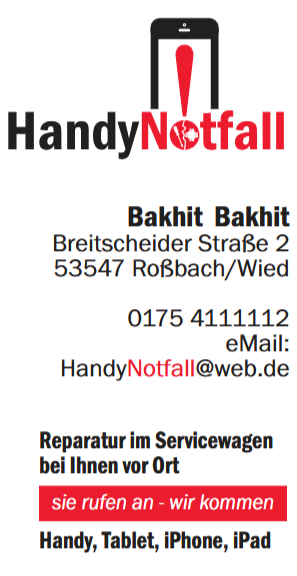 HandyNotfall
Bakhit Bakhit
Breitscheider Straße 2
53547 Roßbach/Wied
0175 4111112
eMail:
HandyNotfall@web.de
Reparatur im Servicewagen
bei Ihnen vor Ort
sie rufen an - wir kommen
Handy, Tablet, iPhone, iPad